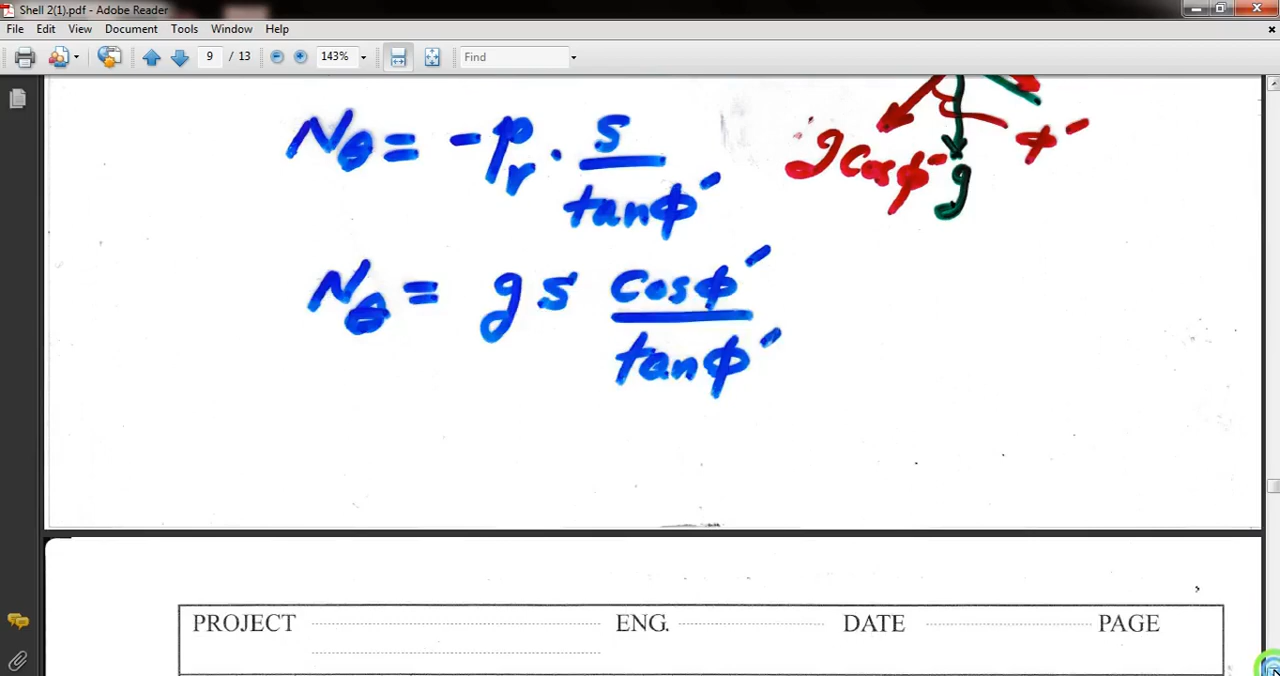 Shell 2(1).pdf - Adobe Reader
File Edit View Document Tools Window Help
9 / 13 143% Find
Nθ = -pr · s / tanφ'
g cosφ' g φ'
Nθ = g s cosφ' / tanφ'
PROJECT ENG. DATE PAGE